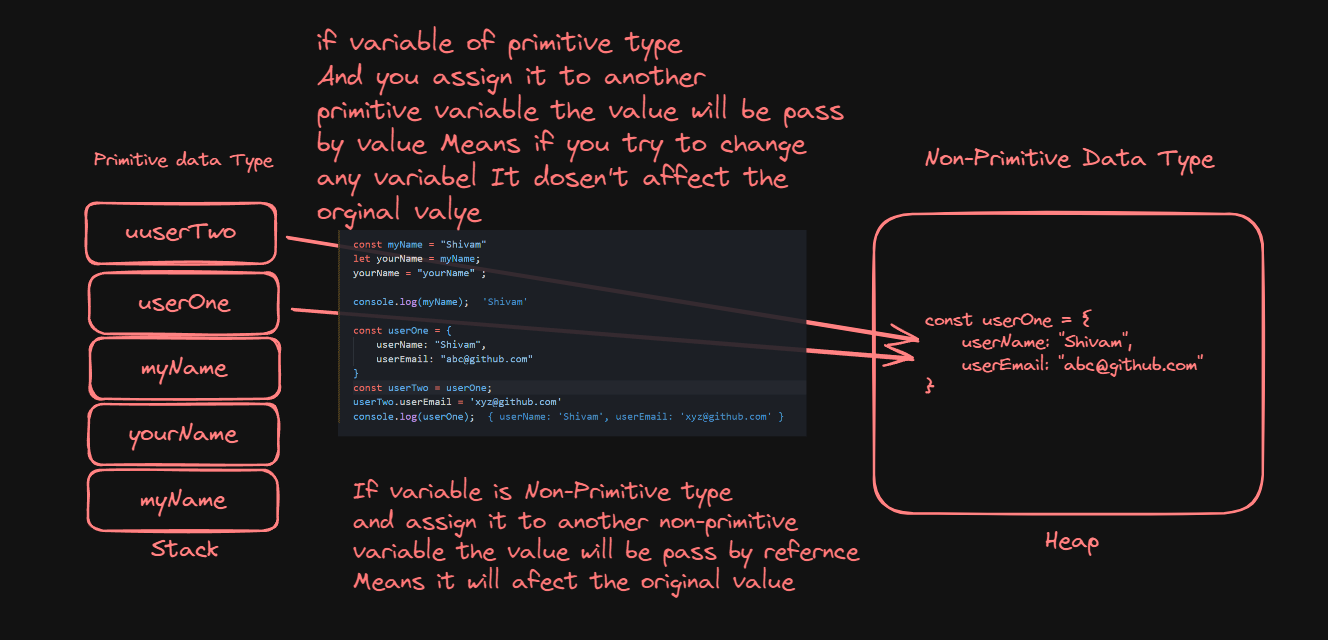 if variable of primitive type
And you assign it to another
primitive variable the value will be pass
by value Means if you try to change
any variabel It dosen't affect the
orginal valye
Primitive data Type
uuserTwo
userOne
myName
yourName
myName
Stack
const myName = "Shivam"
let yourName = myName;
yourName = "yourName" ;
console.log(myName); 'Shivam'
const userOne = {
userName: "Shivam",
userEmail: "abc@github.com"
}
const userTwo = userOne;
userTwo.userEmail = 'xyz@github.com'
console.log(userOne); { userName: 'Shivam', userEmail: 'xyz@github.com' }
If variable is Non-Primitive type
and assign it to another non-primitive
variable the value will be pass by refernce
Means it will afect the original value
Non-Primitive Data Type
const userOne = {
userName: "Shivam",
userEmail: "abc@github.com"
}
Heap